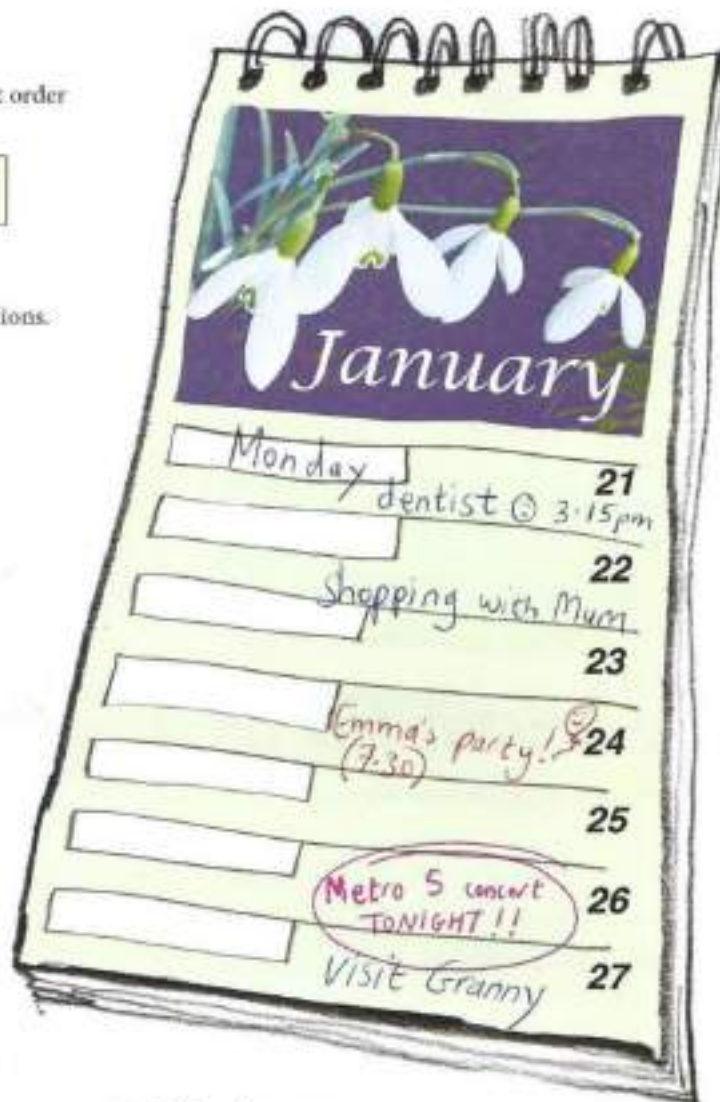 t order
ions.
January
Monday
21
dentist 3.15pm
22
Shopping with Mum
23
Emma's party!
(7.30)
24
25
Metro 5 concert
TONIGHT!!
26
Visit Granny
27